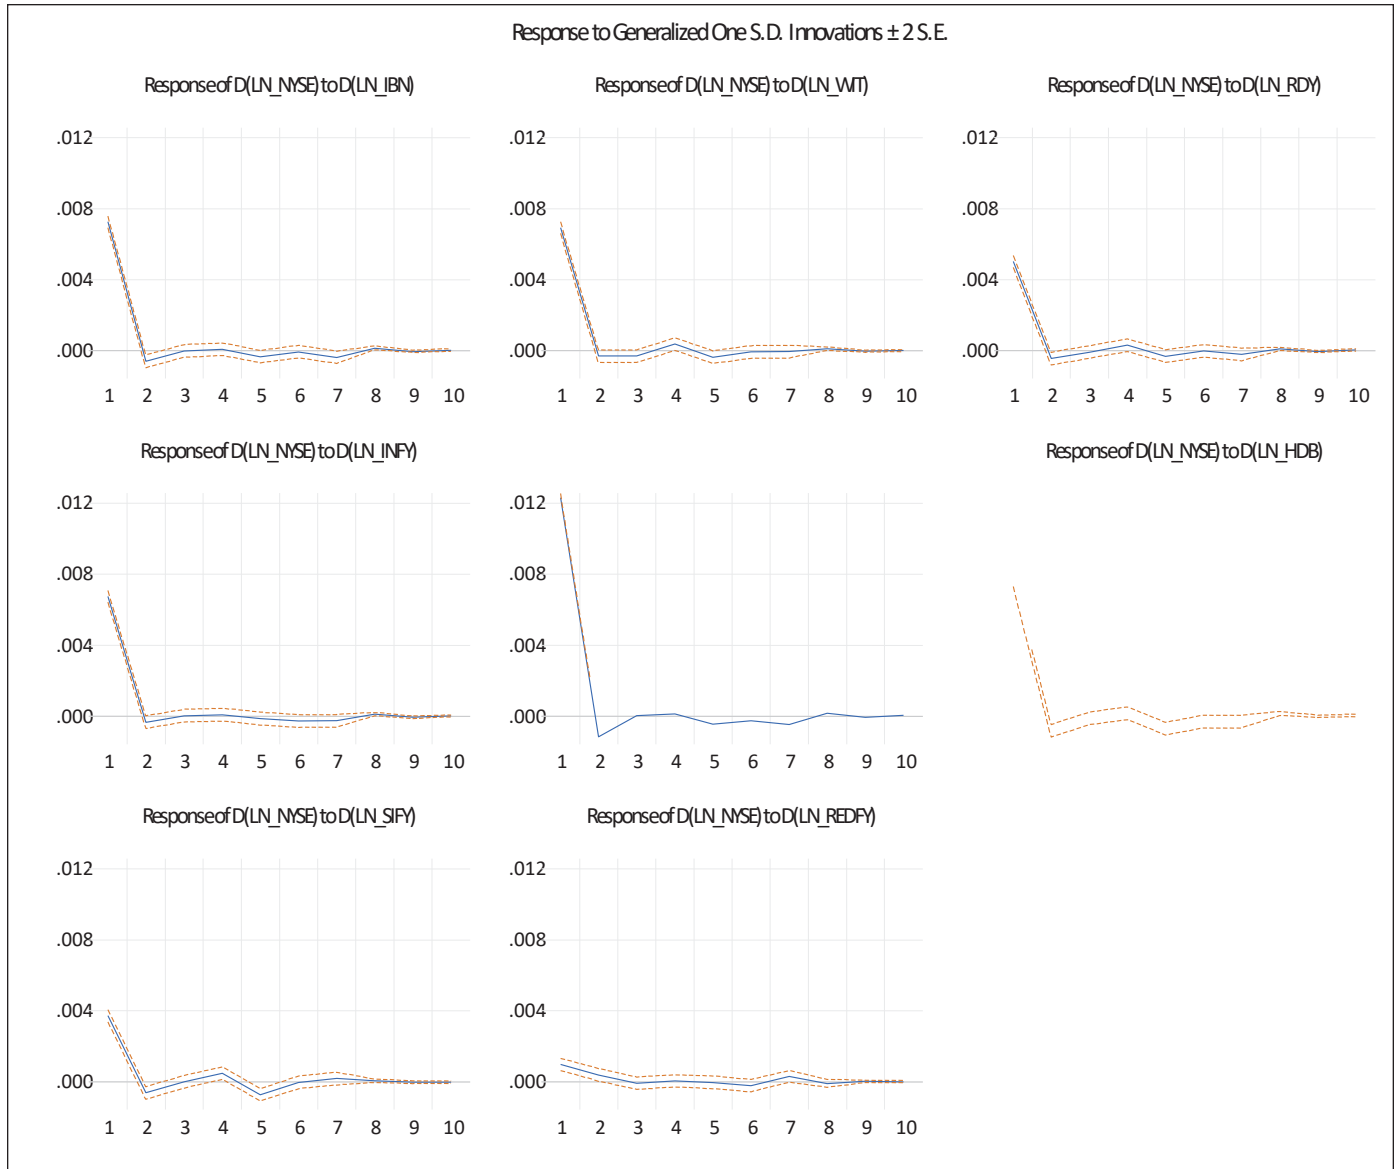 Response to Generalized One S.D. Innovations ± 2 S.E.
Response of D(LN_NYSE) to D(LN_IBN)
.012
.008
.004
.000
1 2 3 4 5 6 7 8 9 10
Response of D(LN_NYSE) to D(LN_WIT)
.012
.008
.004
.000
1 2 3 4 5 6 7 8 9 10
Response of D(LN_NYSE) to D(LN_RDY)
.012
.008
.004
.000
1 2 3 4 5 6 7 8 9 10
Response of D(LN_NYSE) to D(LN_INFY)
.012
.008
.004
.000
1 2 3 4 5 6 7 8 9 10
.012
.008
.004
.000
1 2 3 4 5 6 7 8 9 10
Response of D(LN_NYSE) to D(LN_HDB)
Response of D(LN_NYSE) to D(LN_SIFY)
.012
.008
.004
.000
1 2 3 4 5 6 7 8 9 10
Response of D(LN_NYSE) to D(LN_REDFY)
.012
.008
.004
.000
1 2 3 4 5 6 7 8 9 10